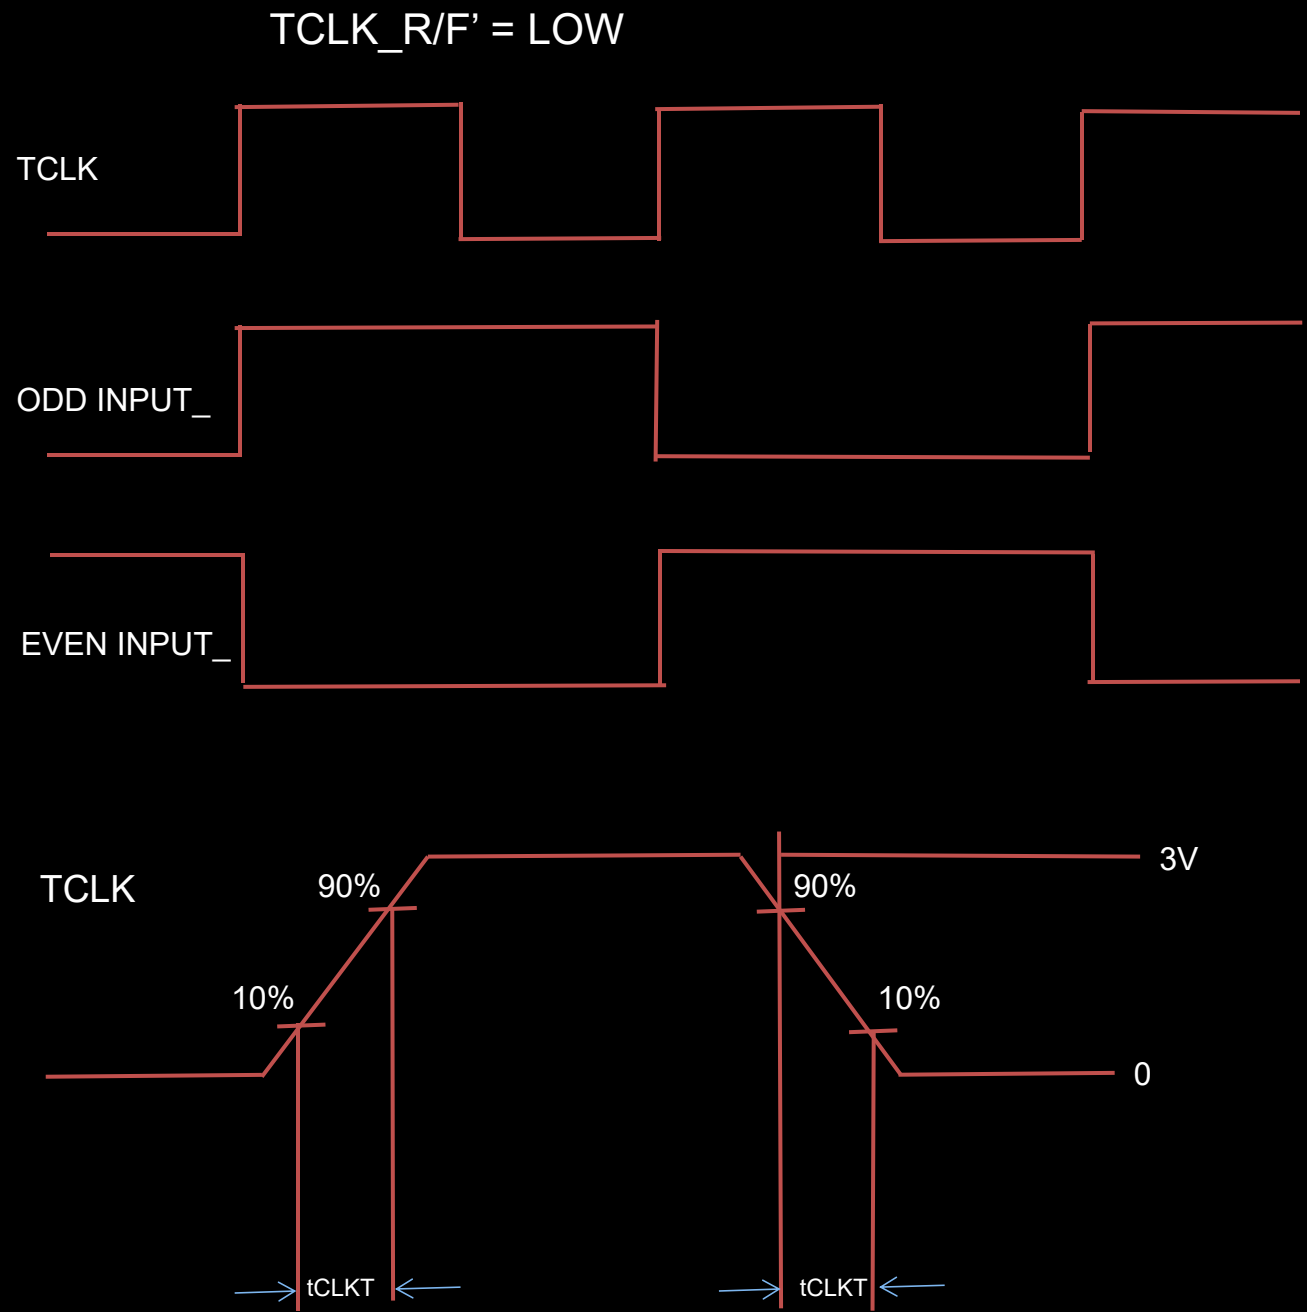 TCLK_R/F’ = LOW
TCLK
ODD INPUT_
EVEN INPUT_
3V
TCLK
90%
90%
10%
10%
0
tCLKT
tCLKT